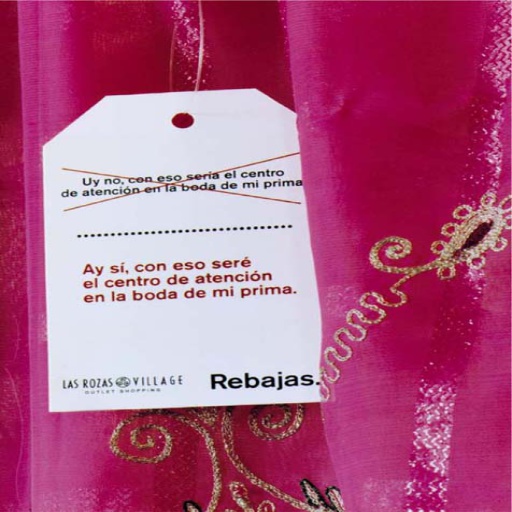 Uy no, con eso sería el centro
de atención en la boda de mi prima
Ay sí, con eso seré
el centro de atención
en la boda de mi prima.
LAS ROZAS VILLAGE
OUTLET SHOPPING
Rebajas.